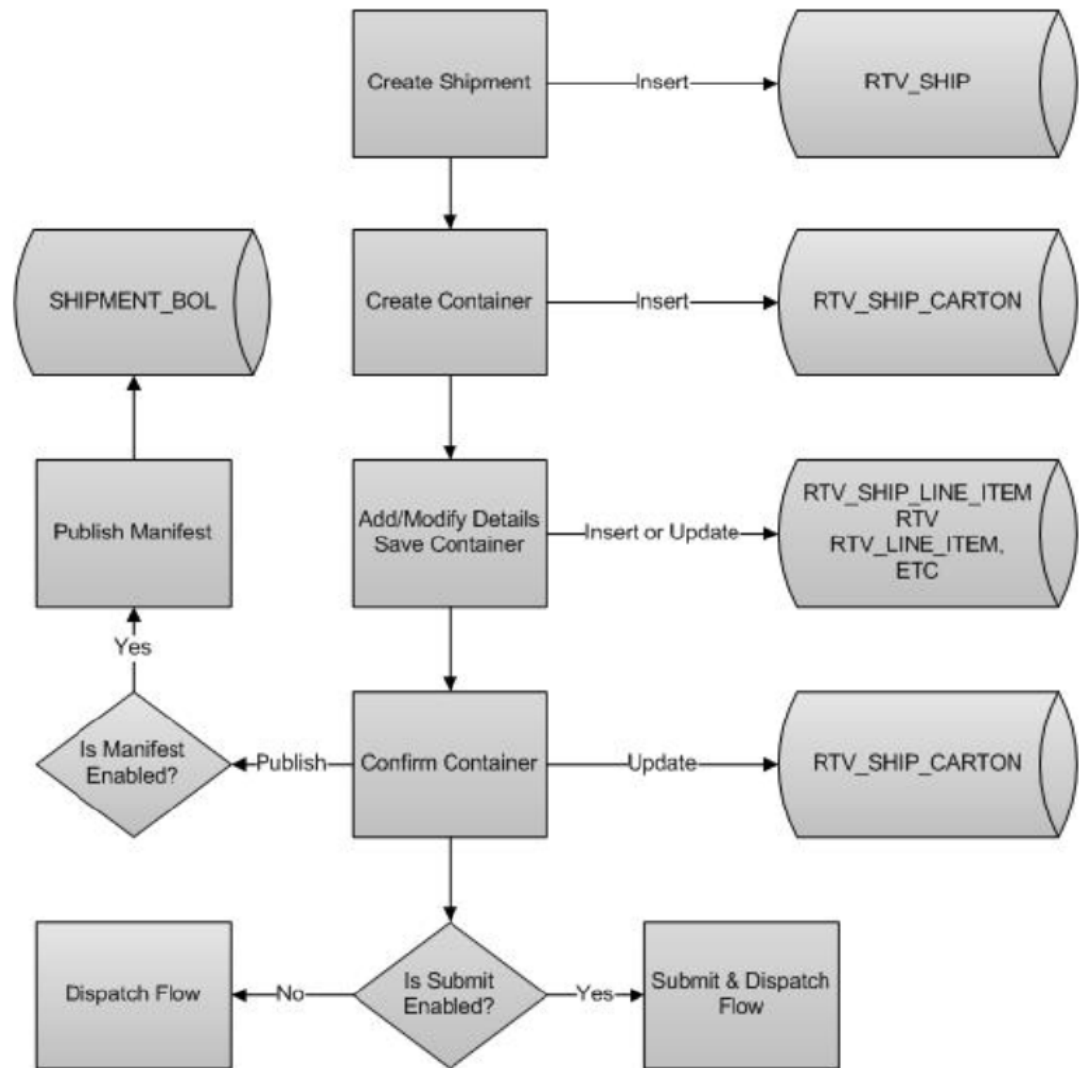 Create Shipment
Insert
RTV_SHIP
SHIPMENT_BOL
Create Container
Insert
RTV_SHIP_CARTON
Publish Manifest
Add/Modify Details
Save Container
Insert or Update
RTV_SHIP_LINE_ITEM
RTV
RTV_LINE_ITEM,
ETC
Yes
Is Manifest
Enabled?
Publish
Confirm Container
Update
RTV_SHIP_CARTON
Dispatch Flow
No
Is Submit
Enabled?
Yes
Submit & Dispatch
Flow